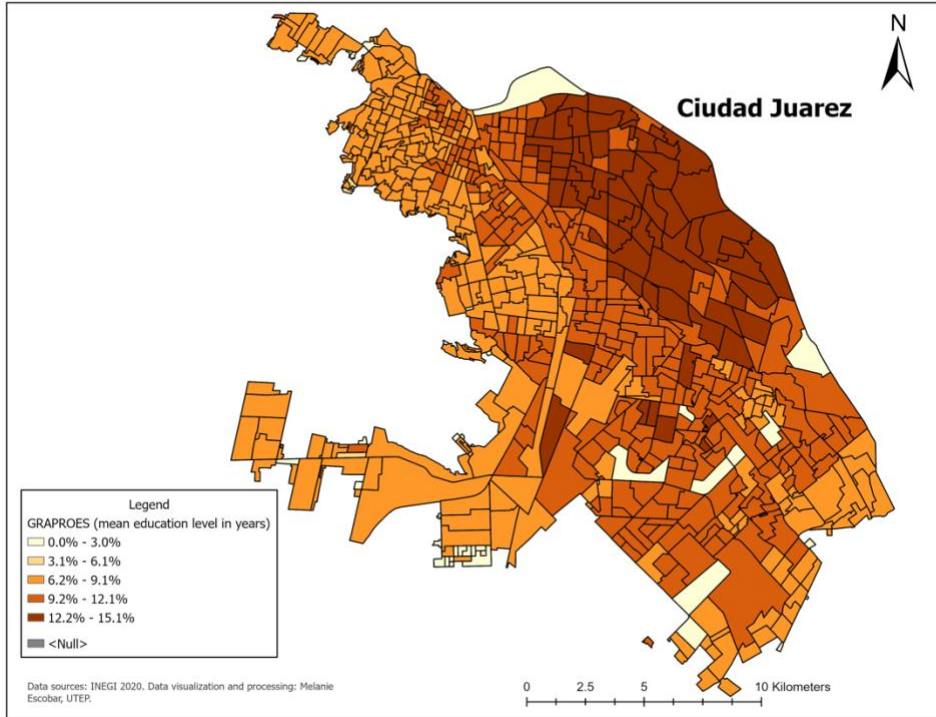 N
Ciudad Juarez
Legend
GRAPROES (mean education level in years)
0.0% - 3.0%
3.1% - 6.1%
6.2% - 9.1%
9.2% - 12.1%
12.2% - 15.1%
<Null>
Data sources: INEGI 2020. Data visualization and processing: Melanie
Escobar, UTEP.
0 2.5 5 10 Kilometers